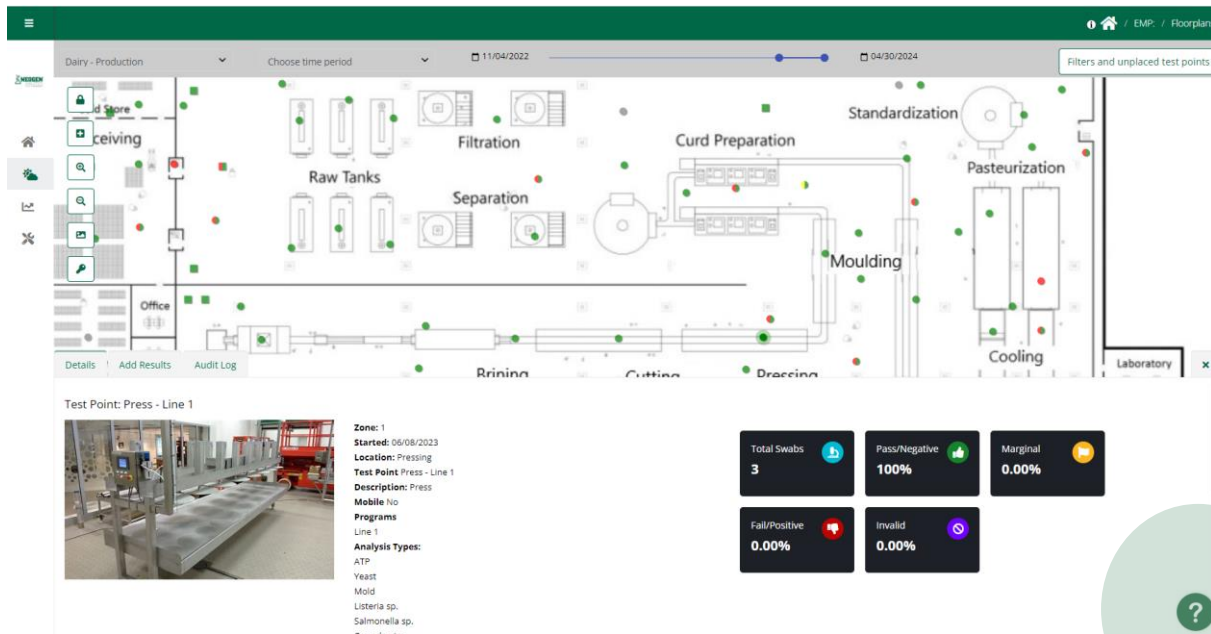 EMP: / Floorplan
Dairy - Production
Choose time period
11/04/2022
04/30/2024
Filters and unplaced test points
NEOGEN
Store
ceiving
Raw Tanks
Filtration
Separation
Curd Preparation
Standardization
Pasteurization
Moulding
Office
Brining
Cutting
Pressing
Cooling
Laboratory
Details
Add Results
Audit Log
x
Test Point: Press - Line 1
Zone: 1
Started: 06/08/2023
Location: Pressing
Test Point Press - Line 1
Description: Press
Mobile No
Programs
Line 1
Analysis Types:
ATP
Yeast
Mold
Listeria sp.
Salmonella sp.
Total Swabs
3
Pass/Negative
100%
Marginal
0.00%
Fail/Positive
0.00%
Invalid
0.00%
?